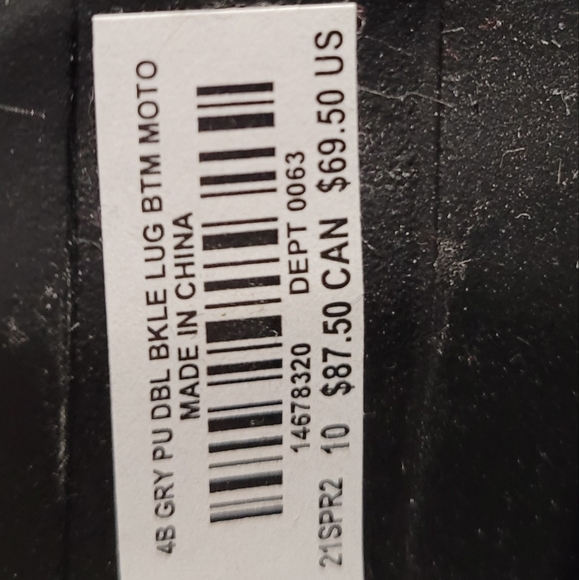 4B GRY PU DBL BKLE LUG BTM MOTO
MADE IN CHINA
14678320 DEPT 0063
21SPR2 10 $87.50 CAN $69.50 US